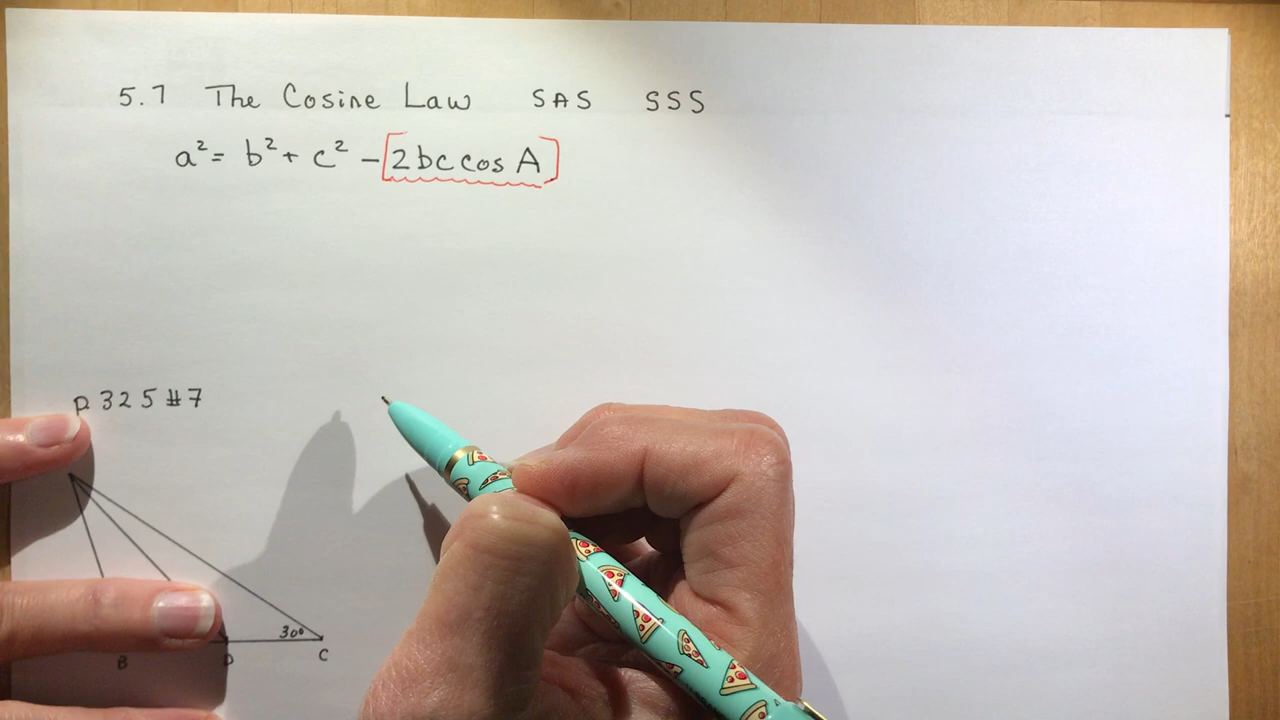 5.7 The Cosine Law SAS SSS
a² = b² + c² - [2bc cos A]
p 325 #7
30°
B D C